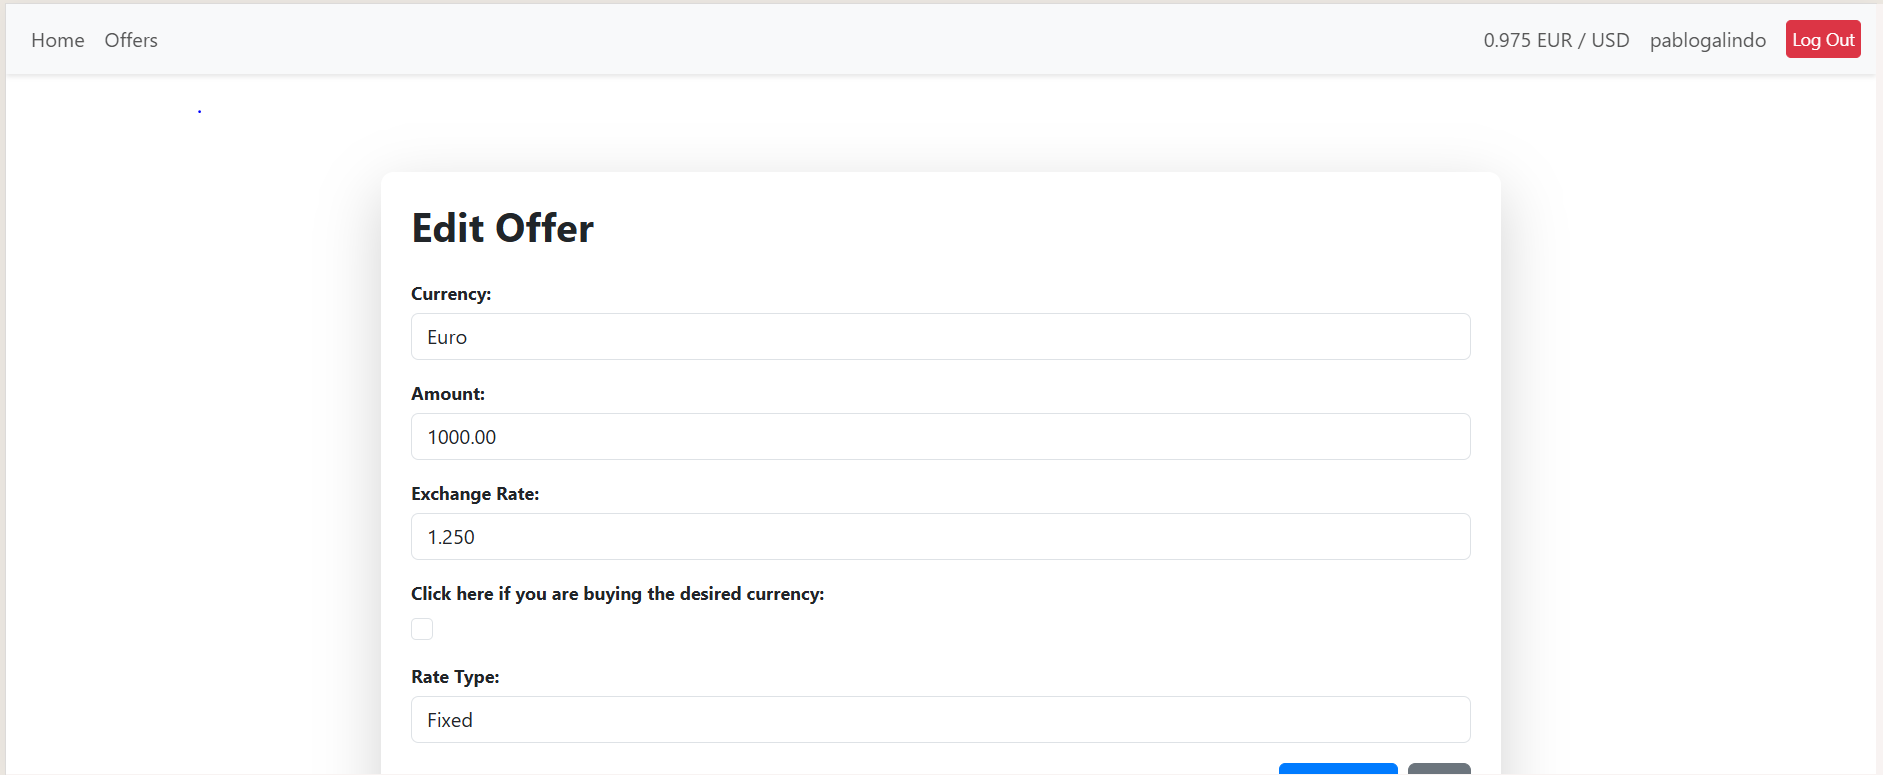 Home Offers 0.975 EUR / USD pablogalindo Log Out
Edit Offer
Currency:
Euro
Amount:
1000.00
Exchange Rate:
1.250
Click here if you are buying the desired currency:
Rate Type:
Fixed